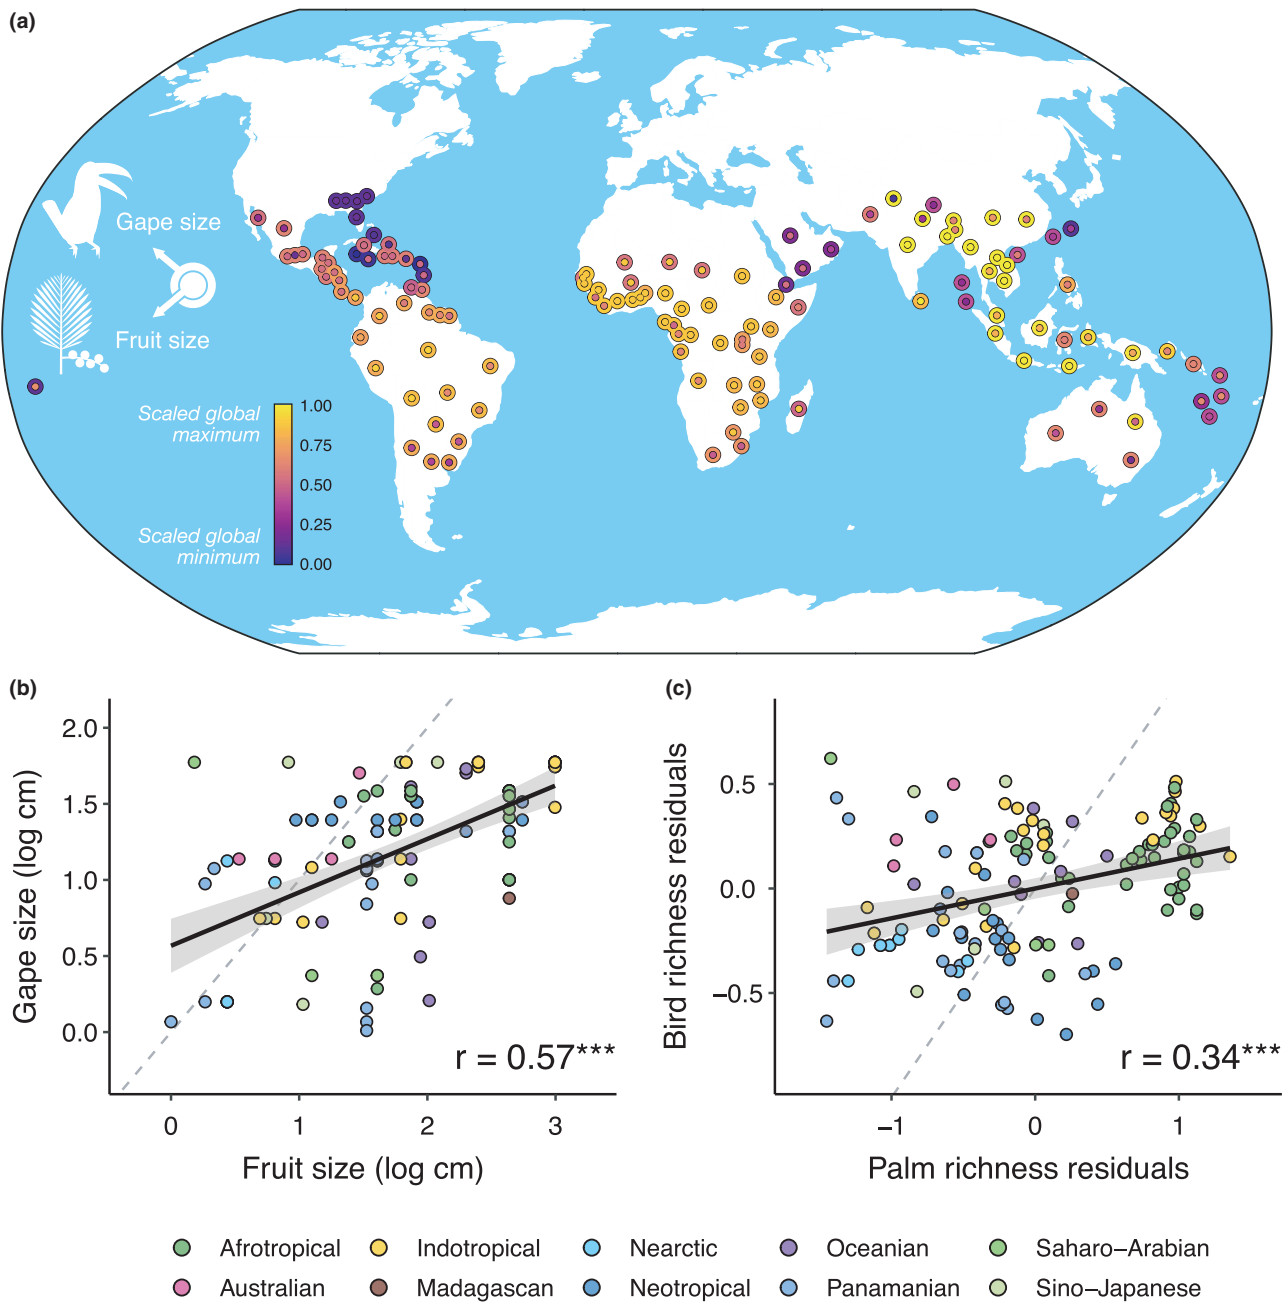 (a)
Gape size
Fruit size
Scaled global
maximum
1.00
0.75
0.50
0.25
0.00
Scaled global
minimum
(b)
2.0
1.5
1.0
0.5
0.0
Gape size (log cm)
r = 0.57***
0 1 2 3
Fruit size (log cm)
(c)
0.5
0.0
−0.5
Bird richness residuals
r = 0.34***
−1 0 1
Palm richness residuals
Afrotropical Indotropical Nearctic Oceanian Saharo−Arabian
Australian Madagascan Neotropical Panamanian Sino−Japanese